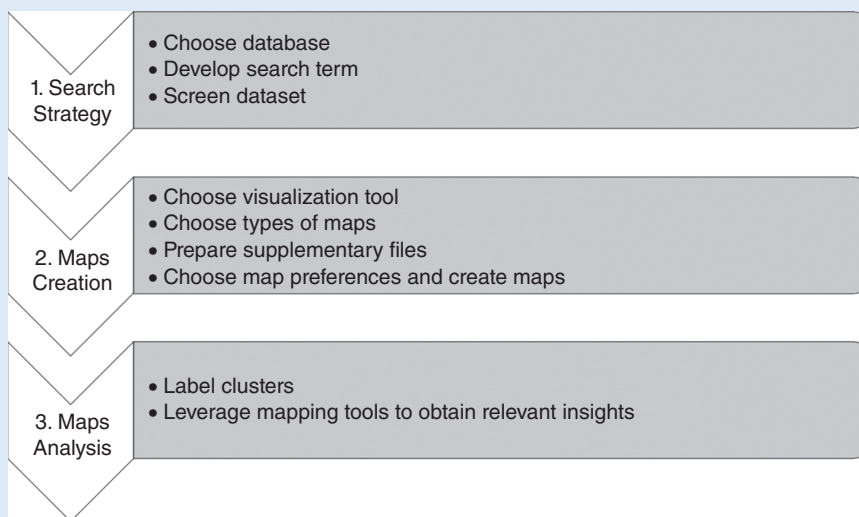 1. Search
Strategy
• Choose database
• Develop search term
• Screen dataset
2. Maps
Creation
• Choose visualization tool
• Choose types of maps
• Prepare supplementary files
• Choose map preferences and create maps
3. Maps
Analysis
• Label clusters
• Leverage mapping tools to obtain relevant insights